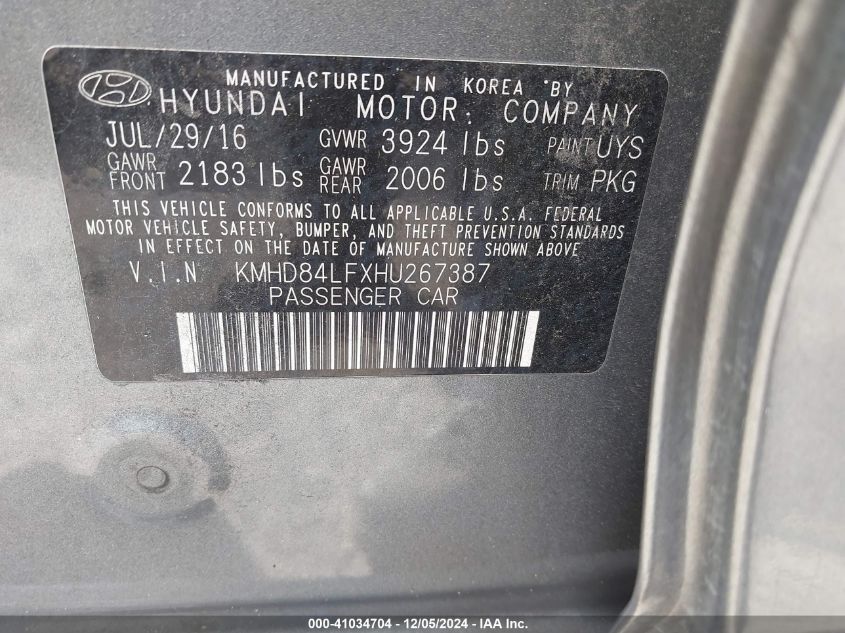 MANUFACTURED IN KOREA BY
HYUNDAI MOTOR COMPANY
JUL/29/16 GVWR 3924 lbs PAINT UYS
GAWR FRONT 2183 lbs GAWR REAR 2006 lbs TRIM PKG
THIS VEHICLE CONFORMS TO ALL APPLICABLE U.S.A. FEDERAL
MOTOR VEHICLE SAFETY, BUMPER, AND THEFT PREVENTION STANDARDS
IN EFFECT ON THE DATE OF MANUFACTURE SHOWN ABOVE
V.I.N KMHD84LFXHU267387
PASSENGER CAR
000-41034704 - 12/05/2024 - IAA Inc.